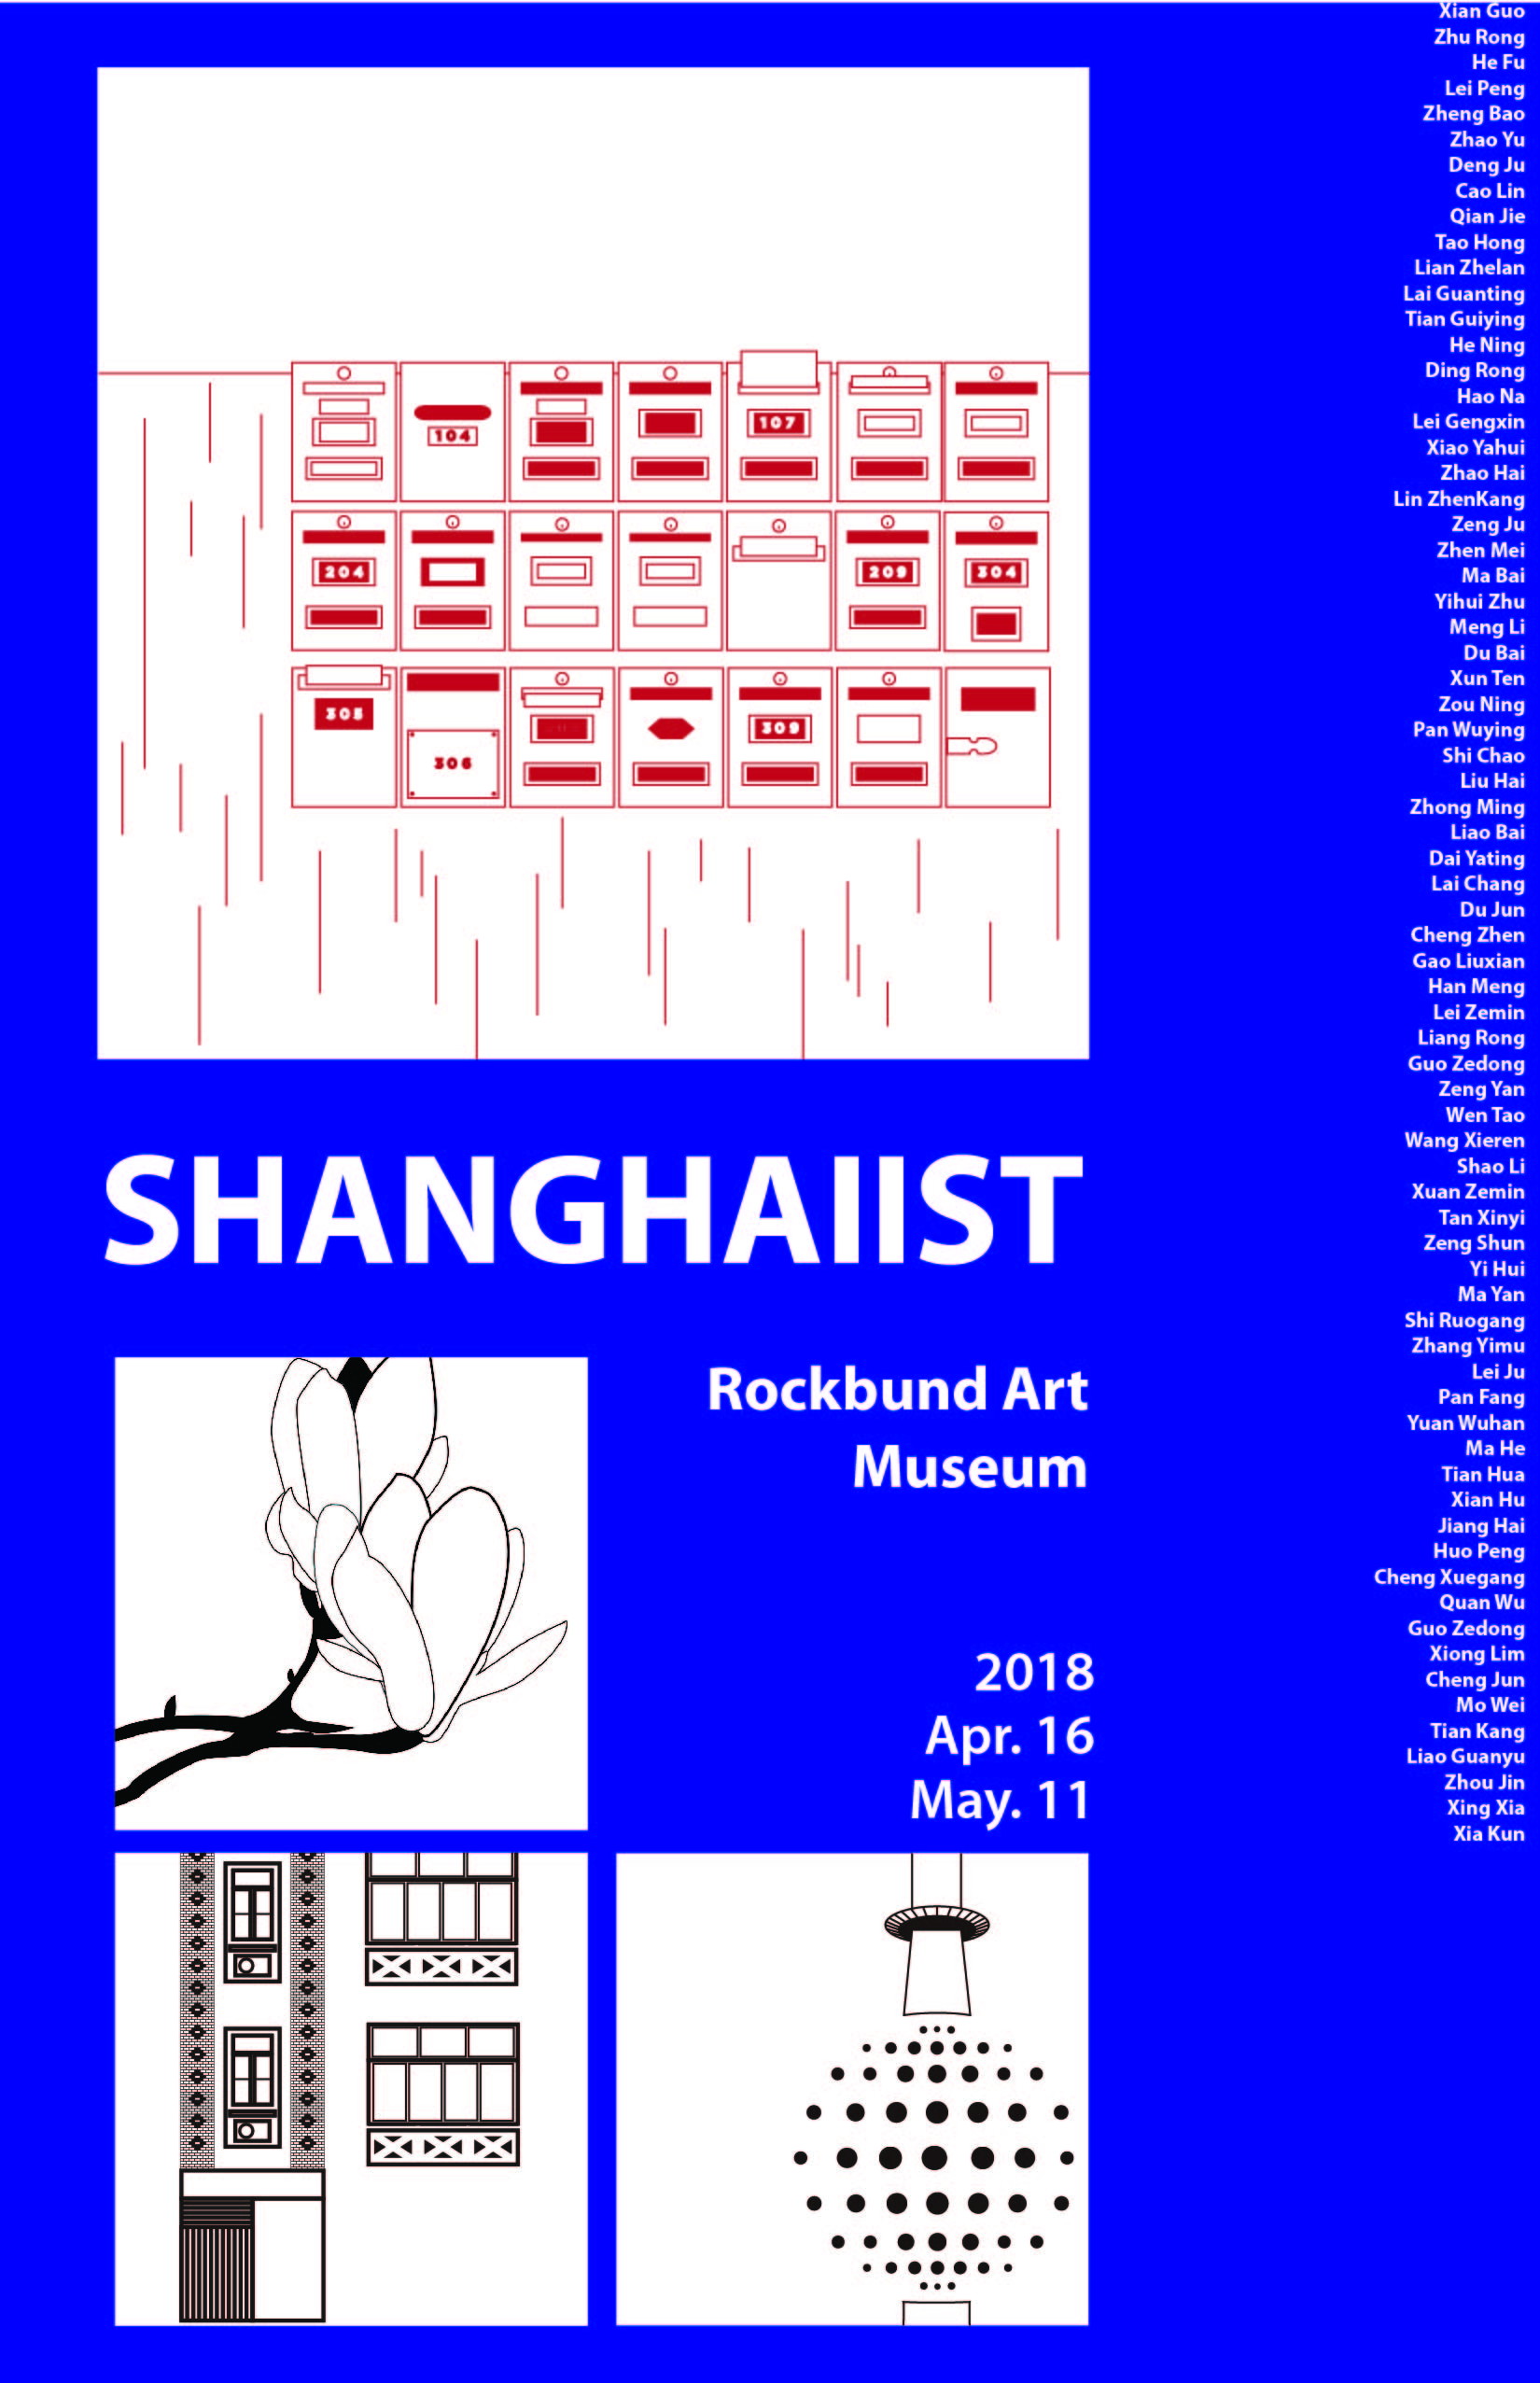 104
107
204
209
304
305
306
309
SHANGHAIIST
Rockbund Art
Museum
2018
Apr. 16
May. 11
Xian Guo
Zhu Rong
He Fu
Lei Peng
Zheng Bao
Zhao Yu
Deng Ju
Cao Lin
Qian Jie
Tao Hong
Lian Zhelan
Lai Guanting
Tian Guiying
He Ning
Ding Rong
Hao Na
Lei Gengxin
Xiao Yahui
Zhao Hai
Lin ZhenKang
Zeng Ju
Zhen Mei
Ma Bai
Yihui Zhu
Meng Li
Du Bai
Xun Ten
Zou Ning
Pan Wuying
Shi Chao
Liu Hai
Zhong Ming
Liao Bai
Dai Yating
Lai Chang
Du Jun
Cheng Zhen
Gao Liuxian
Han Meng
Lei Zemin
Liang Rong
Guo Zedong
Zeng Yan
Wen Tao
Wang Xieren
Shao Li
Xuan Zemin
Tan Xinyi
Zeng Shun
Yi Hui
Ma Yan
Shi Ruogang
Zhang Yimu
Lei Ju
Pan Fang
Yuan Wuhan
Ma He
Tian Hua
Xian Hu
Jiang Hai
Huo Peng
Cheng Xuegang
Quan Wu
Guo Zedong
Xiong Lim
Cheng Jun
Mo Wei
Tian Kang
Liao Guanyu
Zhou Jin
Xing Xia
Xia Kun